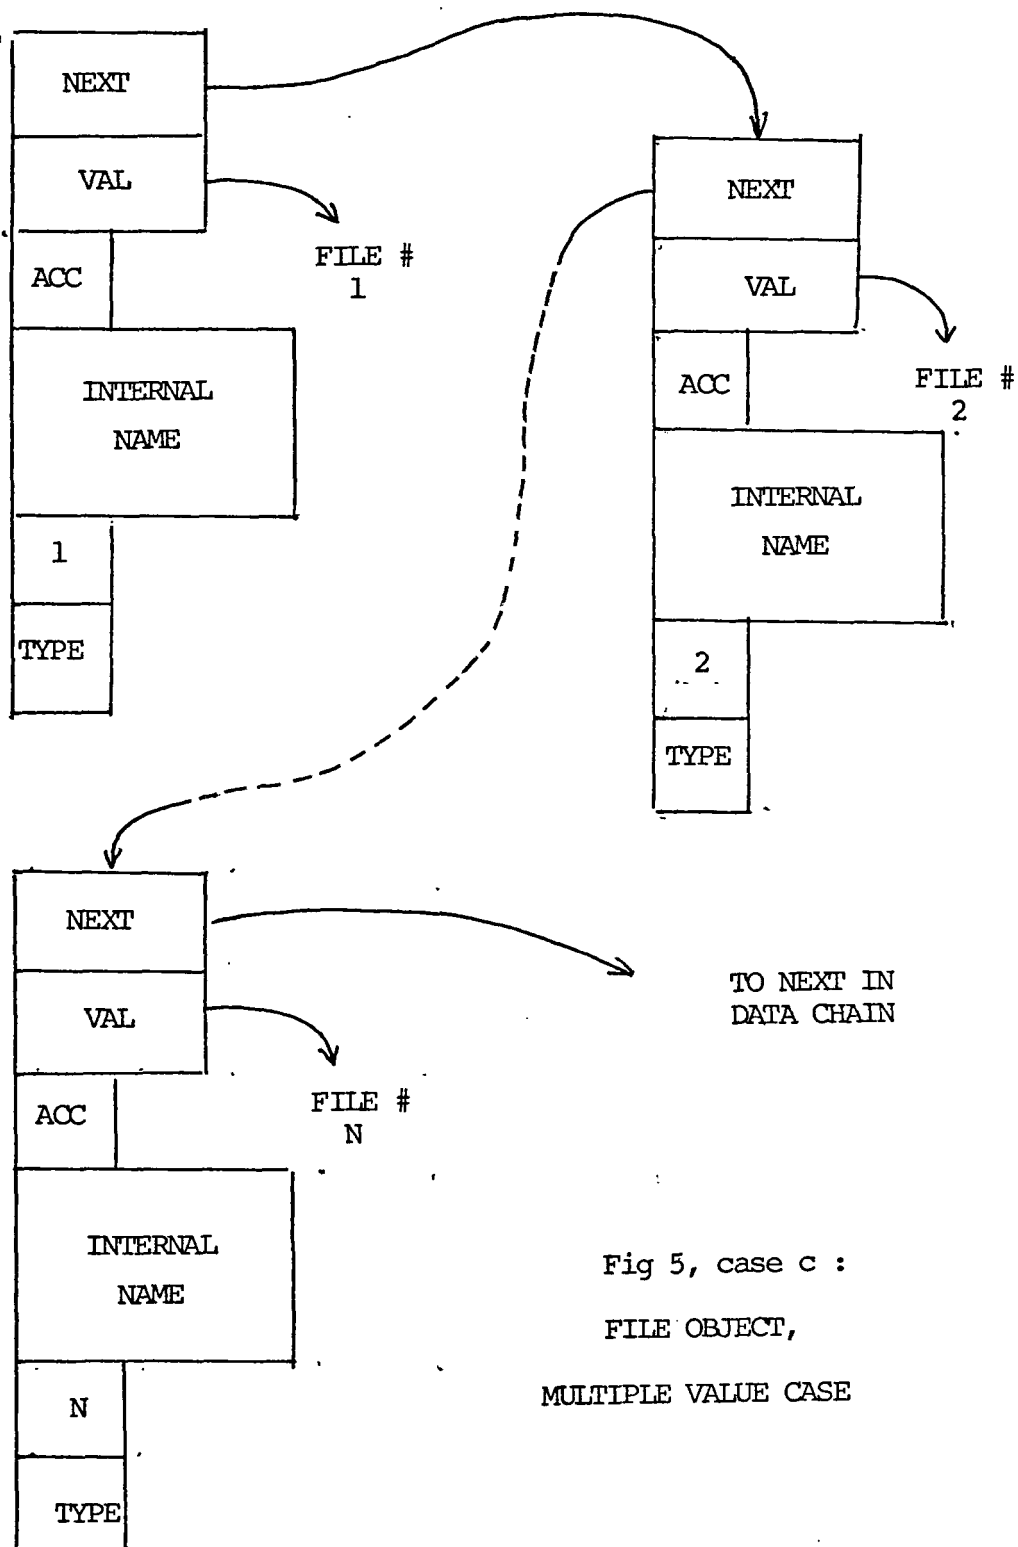 NEXT
VAL
FILE #
1
ACC
INTERNAL
NAME
1
TYPE
NEXT
VAL
FILE #
2
ACC
INTERNAL
NAME
2
TYPE
NEXT
VAL
TO NEXT IN
DATA CHAIN
FILE #
N
ACC
INTERNAL
NAME
N
TYPE
Fig 5, case c :
FILE OBJECT,
MULTIPLE VALUE CASE